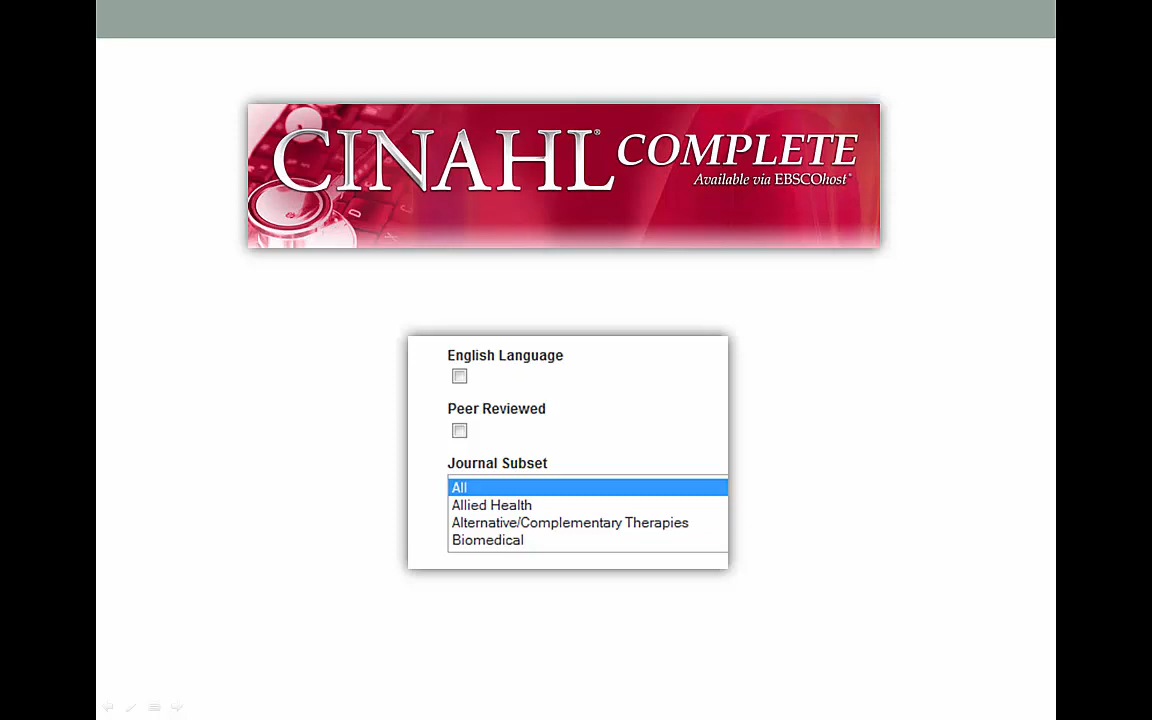 CINAHL® COMPLETE
Available via EBSCOhost
English Language
Peer Reviewed
Journal Subset
All
Allied Health
Alternative/Complementary Therapies
Biomedical